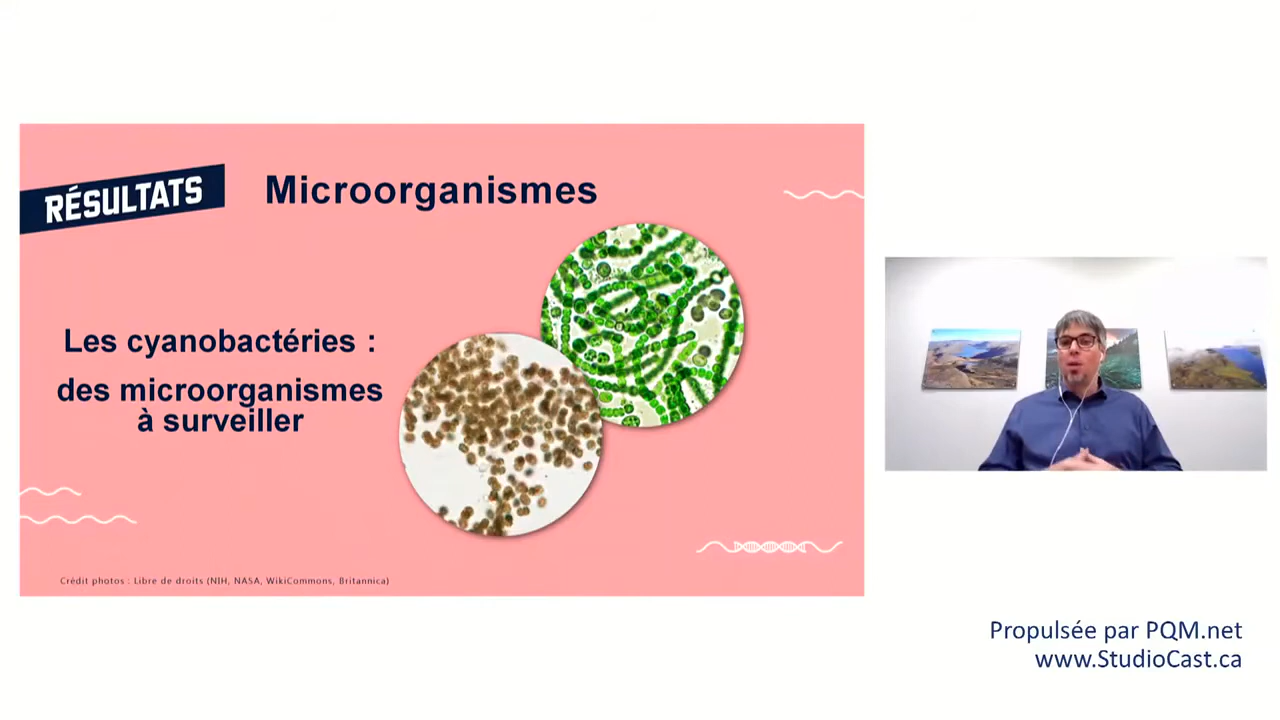 RÉSULTATS
Microorganismes
Les cyanobactéries :
des microorganismes
à surveiller
Crédit photos : Libre de droits (NIH, NASA, WikiCommons, Britannica)
Propulsée par PQM.net
www.StudioCast.ca